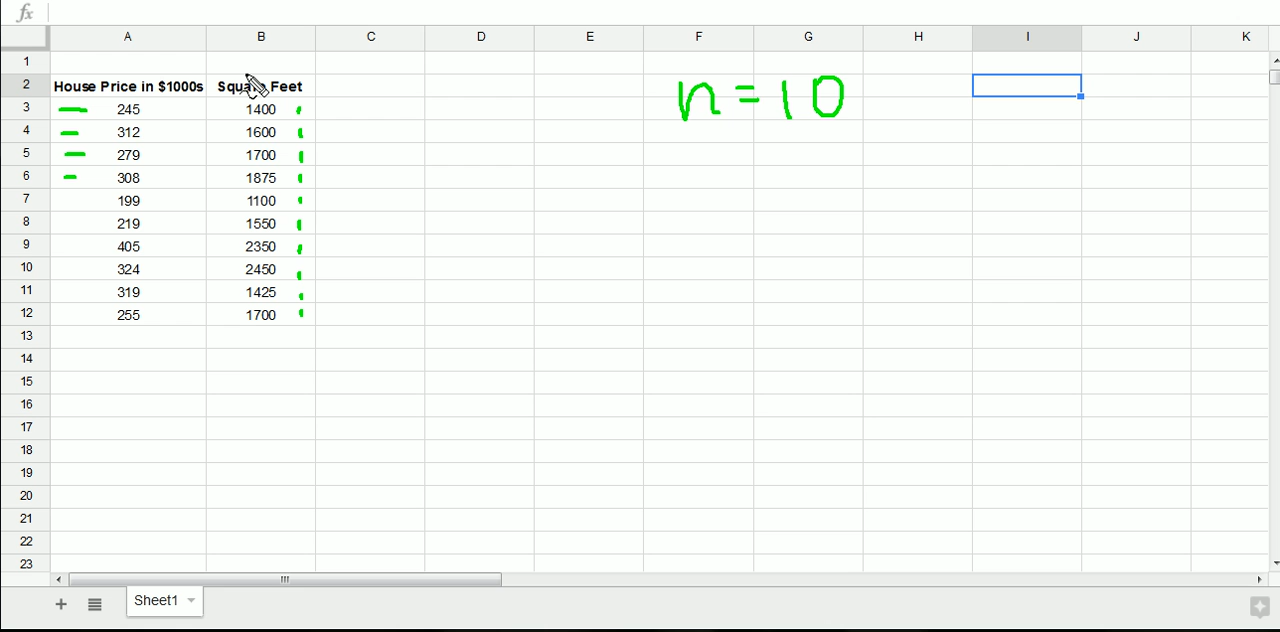 fx
A B C D E F G H I J K
1
2 House Price in $1000s Square Feet n = 10
3 245 1400
4 312 1600
5 279 1700
6 308 1875
7 199 1100
8 219 1550
9 405 2350
10 324 2450
11 319 1425
12 255 1700
13
14
15
16
17
18
19
20
21
22
23
+ Sheet1